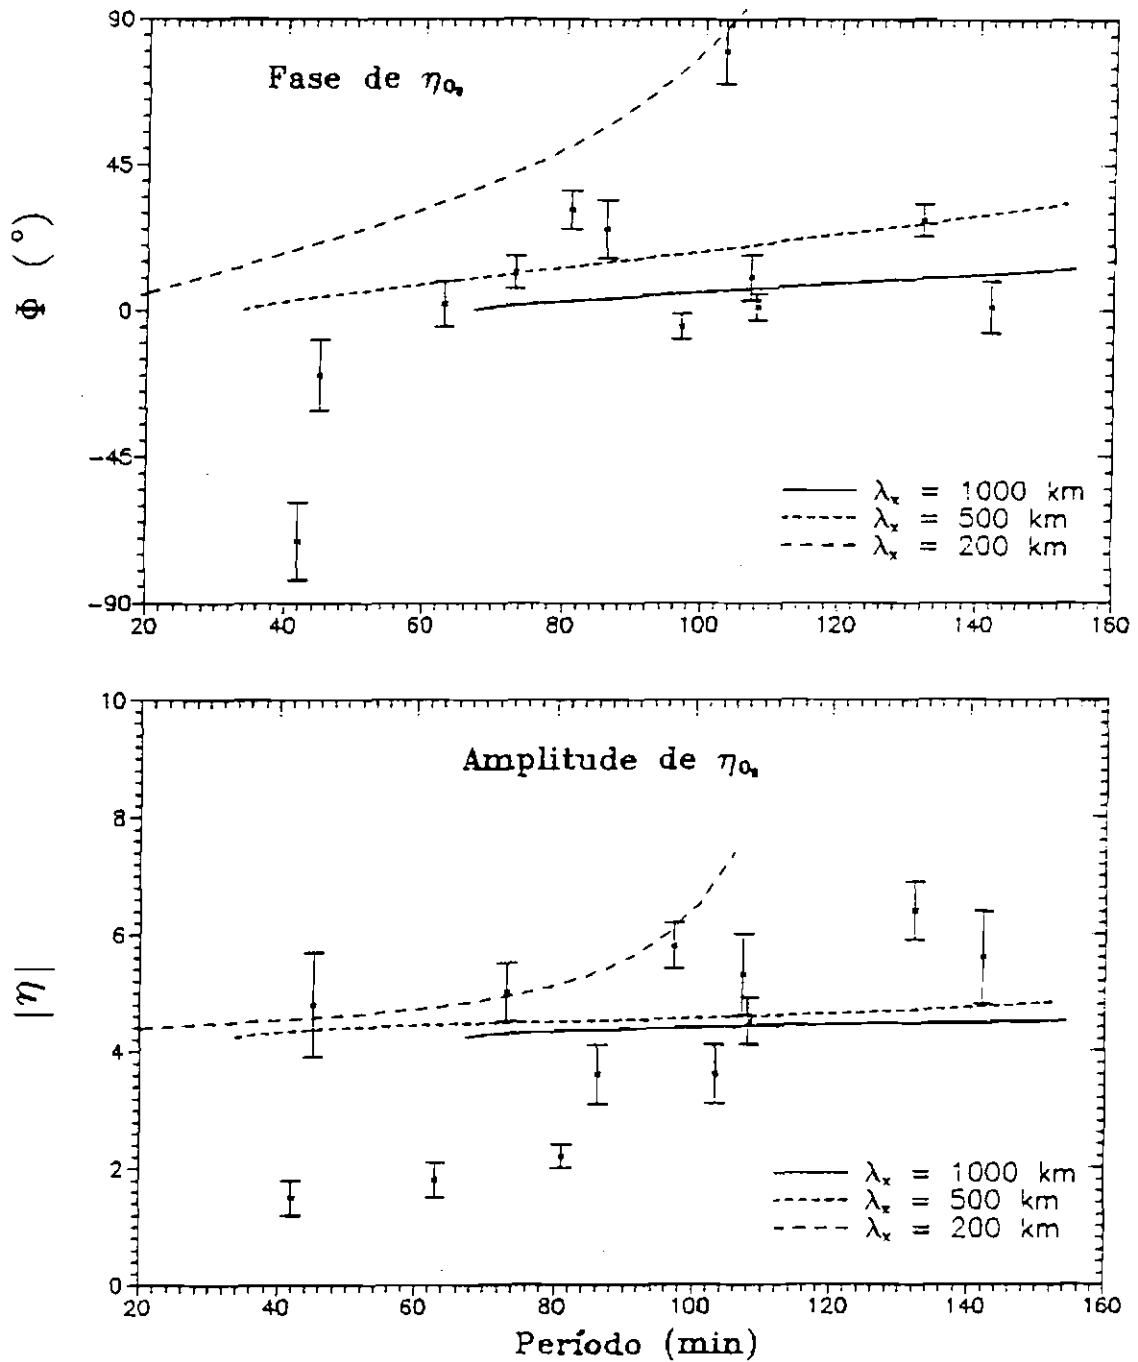 90
Fase de η_O₂
45
Φ (°)
0
−45
λₓ = 1000 km
λₓ = 500 km
λₓ = 200 km
−90
20 40 60 80 100 120 140 160
10
Amplitude de η_O₂
8
6
|η|
4
2
λₓ = 1000 km
λₓ = 500 km
λₓ = 200 km
0
20 40 60 80 100 120 140 160
Período (min)